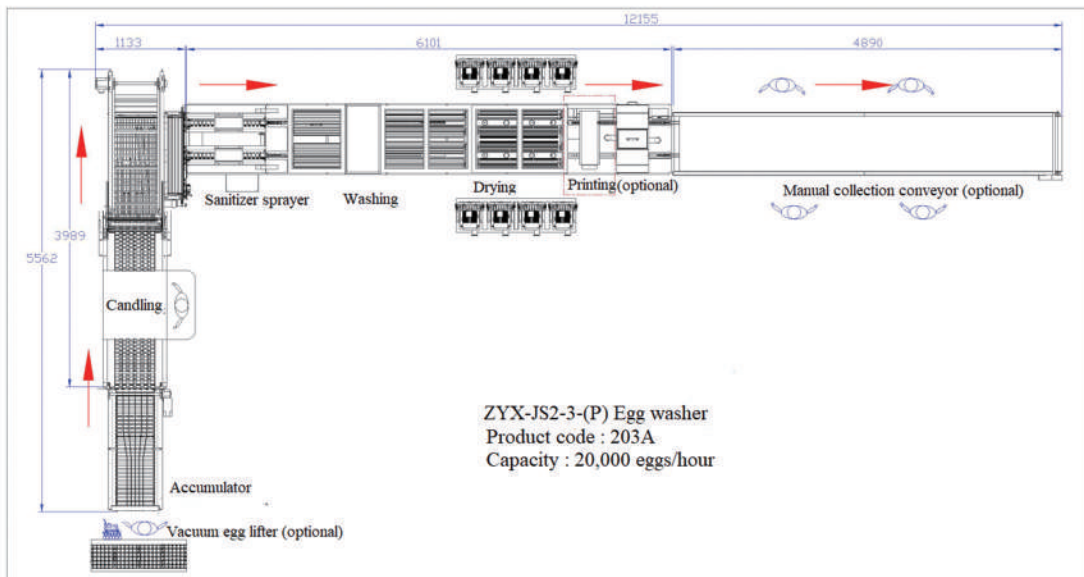 12155
1133
6101
4890
Sanitizer sprayer
Washing
Drying
Printing(optional)
Manual collection conveyor (optional)
3989
5562
Candling
ZYX-JS2-3-(P) Egg washer
Product code : 203A
Capacity : 20,000 eggs/hour
Accumulator
Vacuum egg lifter (optional)